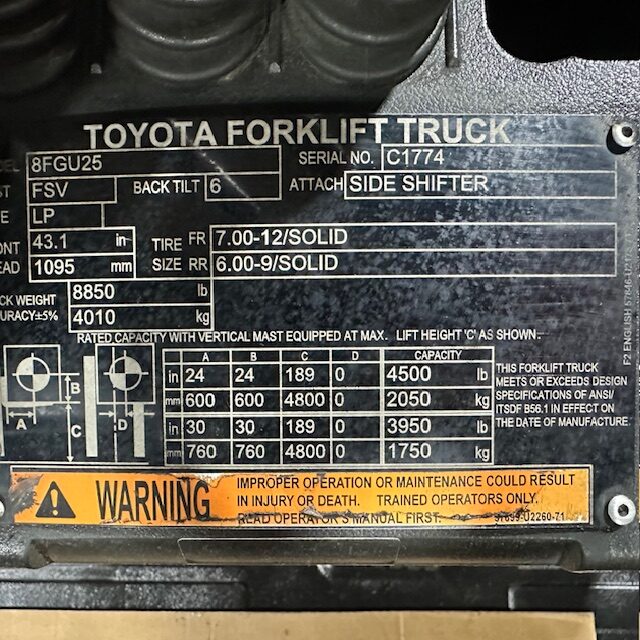 TOYOTA FORKLIFT TRUCK
8FGU25 SERIAL NO. C1774
FSV BACK TILT 6 ATTACH SIDE SHIFTER
LP
43.1 in TIRE FR 7.00-12/SOLID
1095 mm SIZE RR 6.00-9/SOLID
WEIGHT 8850 lb
±5% 4010 kg
RATED CAPACITY WITH VERTICAL MAST EQUIPPED AT MAX. LIFT HEIGHT 'C' AS SHOWN.
A B C D CAPACITY
in 24 24 189 0 4500 lb
mm 600 600 4800 0 2050 kg
in 30 30 189 0 3950 lb
mm 760 760 4800 0 1750 kg
B
A C D
THIS FORKLIFT TRUCK
MEETS OR EXCEEDS DESIGN
SPECIFICATIONS OF ANSI/
ITSDF B56.1 IN EFFECT ON
THE DATE OF MANUFACTURE.
F2 ENGLISH
WARNING
IMPROPER OPERATION OR MAINTENANCE COULD RESULT
IN INJURY OR DEATH. TRAINED OPERATORS ONLY.
READ OPERATOR'S MANUAL FIRST.